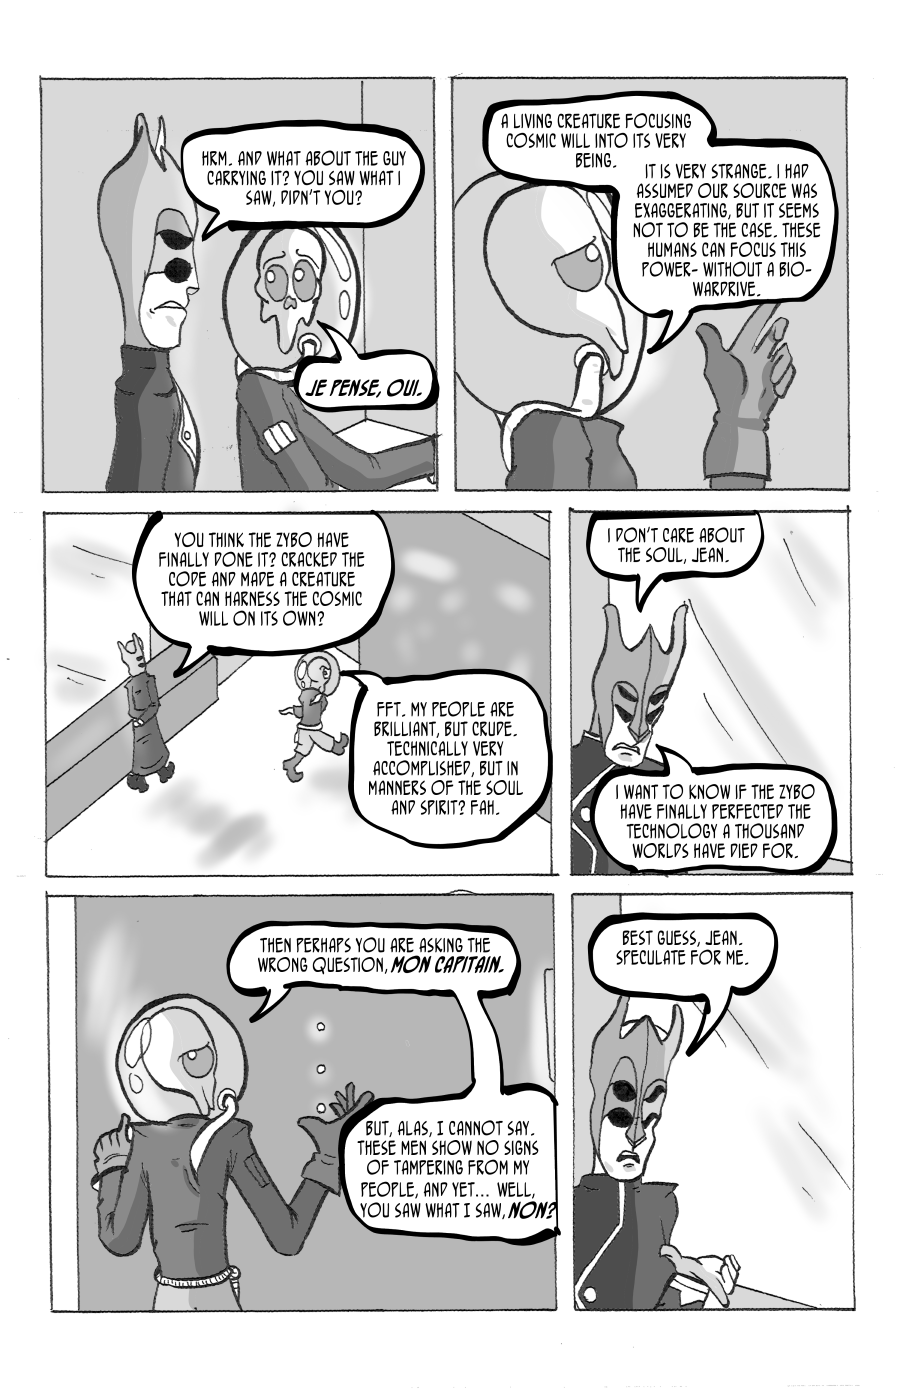 HRM. AND WHAT ABOUT THE GUY
CARRYING IT? YOU SAW WHAT I
SAW, DIDN'T YOU?
JE PENSE, OUI.
A LIVING CREATURE FOCUSING
COSMIC WILL INTO ITS VERY
BEING.
IT IS VERY STRANGE. I HAD
ASSUMED OUR SOURCE WAS
EXAGGERATING, BUT IT SEEMS
NOT TO BE THE CASE. THESE
HUMANS CAN FOCUS THIS
POWER- WITHOUT A BIO-
WARDRIVE.
YOU THINK THE ZYBO HAVE
FINALLY DONE IT? CRACKED THE
CODE AND MADE A CREATURE
THAT CAN HARNESS THE COSMIC
WILL ON ITS OWN?
FFT. MY PEOPLE ARE
BRILLIANT, BUT CRUDE.
TECHNICALLY VERY
ACCOMPLISHED, BUT IN
MANNERS OF THE SOUL
AND SPIRIT? FAH.
I DON'T CARE ABOUT
THE SOUL, JEAN.
I WANT TO KNOW IF THE ZYBO
HAVE FINALLY PERFECTED THE
TECHNOLOGY A THOUSAND
WORLDS HAVE DIED FOR.
THEN PERHAPS YOU ARE ASKING THE
WRONG QUESTION, MON CAPITAIN.
BUT, ALAS, I CANNOT SAY.
THESE MEN SHOW NO SIGNS
OF TAMPERING FROM MY
PEOPLE, AND YET... WELL,
YOU SAW WHAT I SAW, NON?
BEST GUESS, JEAN.
SPECULATE FOR ME.